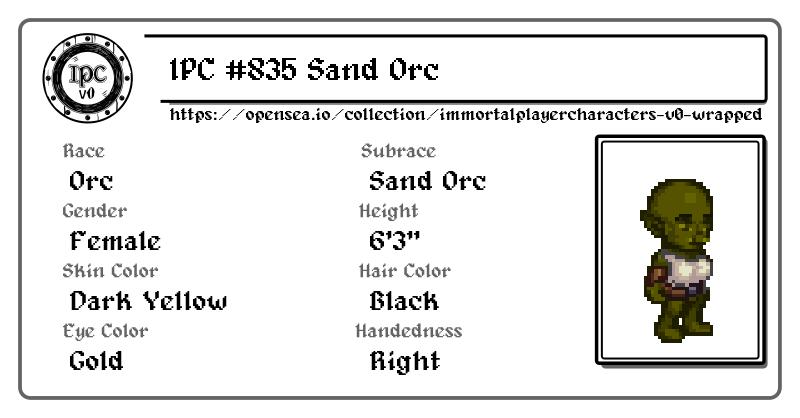 IPC
v0
IPC #835 Sand Orc
https://opensea.io/collection/immortalplayercharacters-v0-wrapped
Race
Subrace
Orc
Sand Orc
Gender
Height
Female
6'3"
Skin Color
Hair Color
Dark Yellow
Black
Eye Color
Handedness
Gold
Right